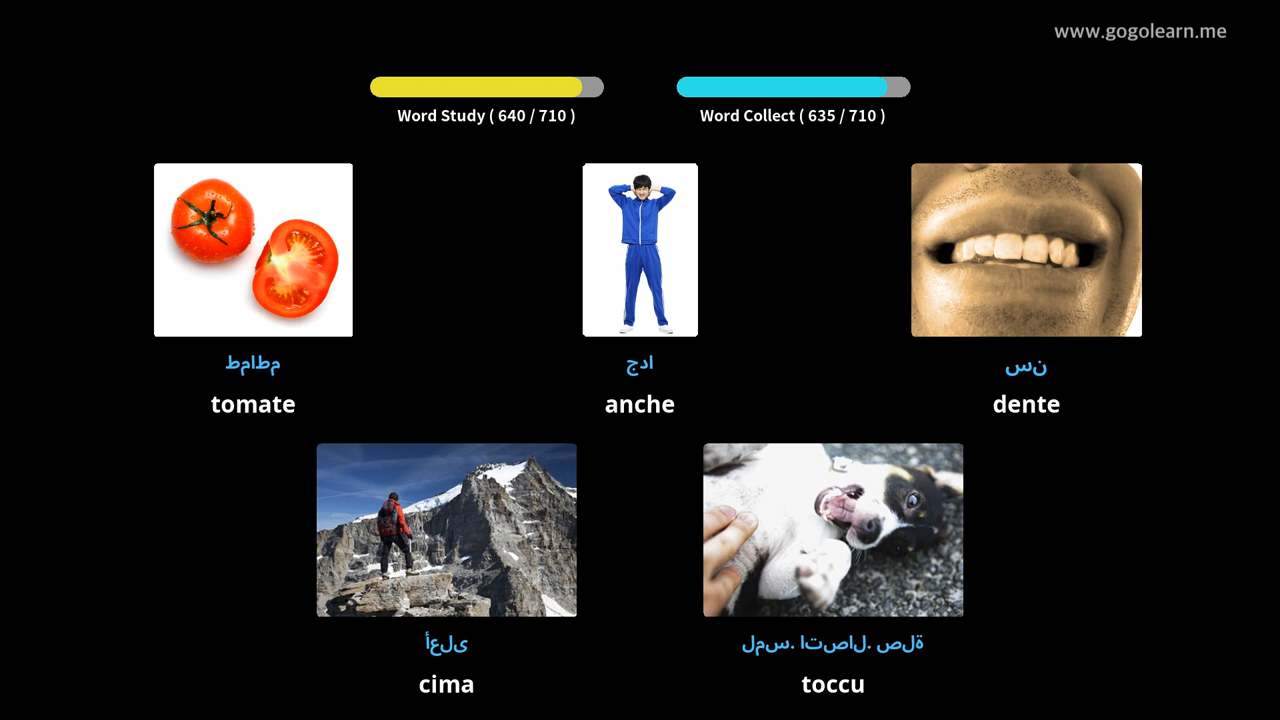 www.gogolearn.me
Word Study ( 640 / 710 )
Word Collect ( 635 / 710 )
طماطم
جدا
سن
tomate
anche
dente
أعلى
لمس. اتصال. صلة
cima
toccu